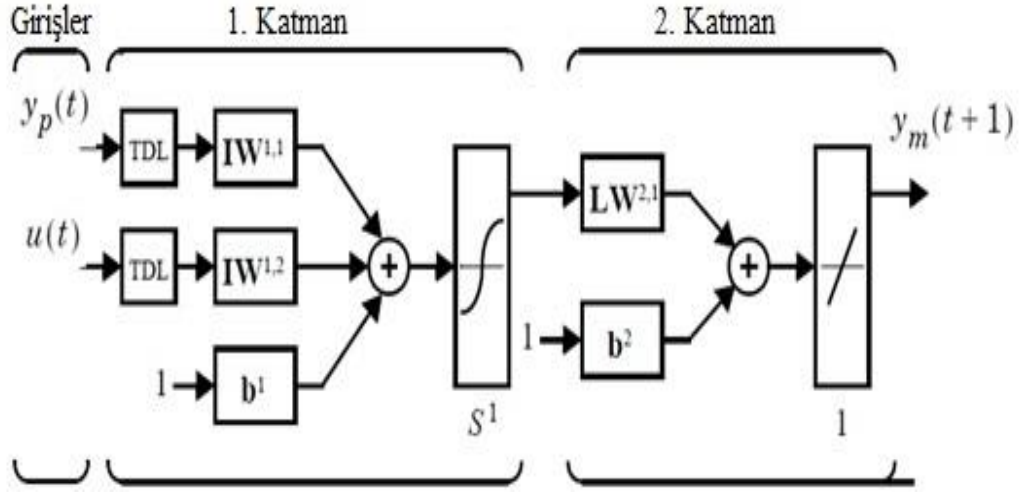 Girişler 1. Katman 2. Katman
y_p(t)
TDL
IW^{1,1}
u(t)
TDL
IW^{1,2}
1
b^1
S^1
LW^{2,1}
1
b^2
1
y_m(t+1)